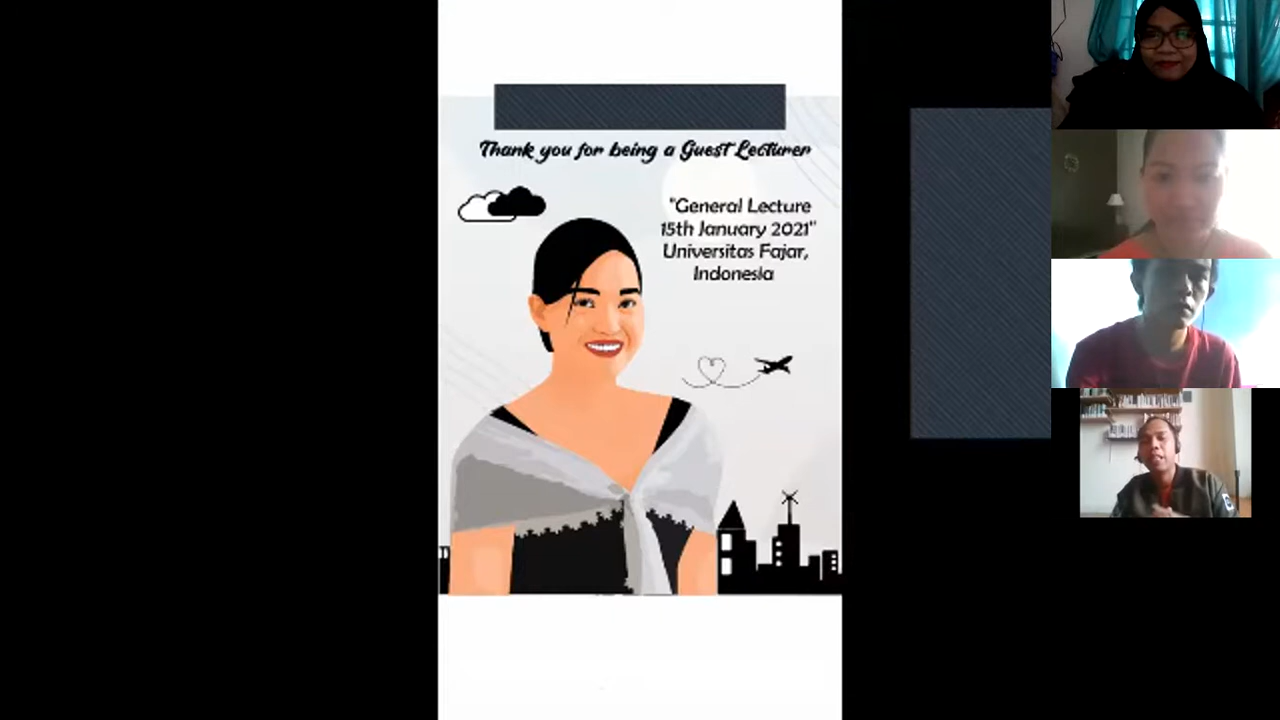 Thank you for being a Guest Lecturer
"General Lecture
15th January 2021"
Universitas Fajar,
Indonesia